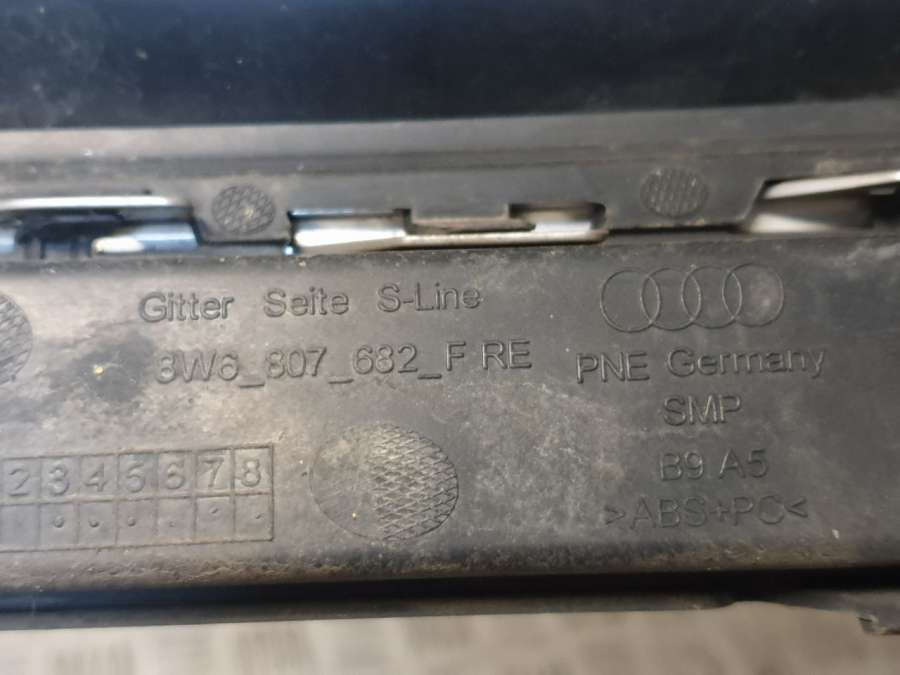 Gitter Seite S-Line
8W6_807_682_F RE
PNE Germany
SMP
B9 A5
>ABS+PC<
2 3 4 5 6 7 8